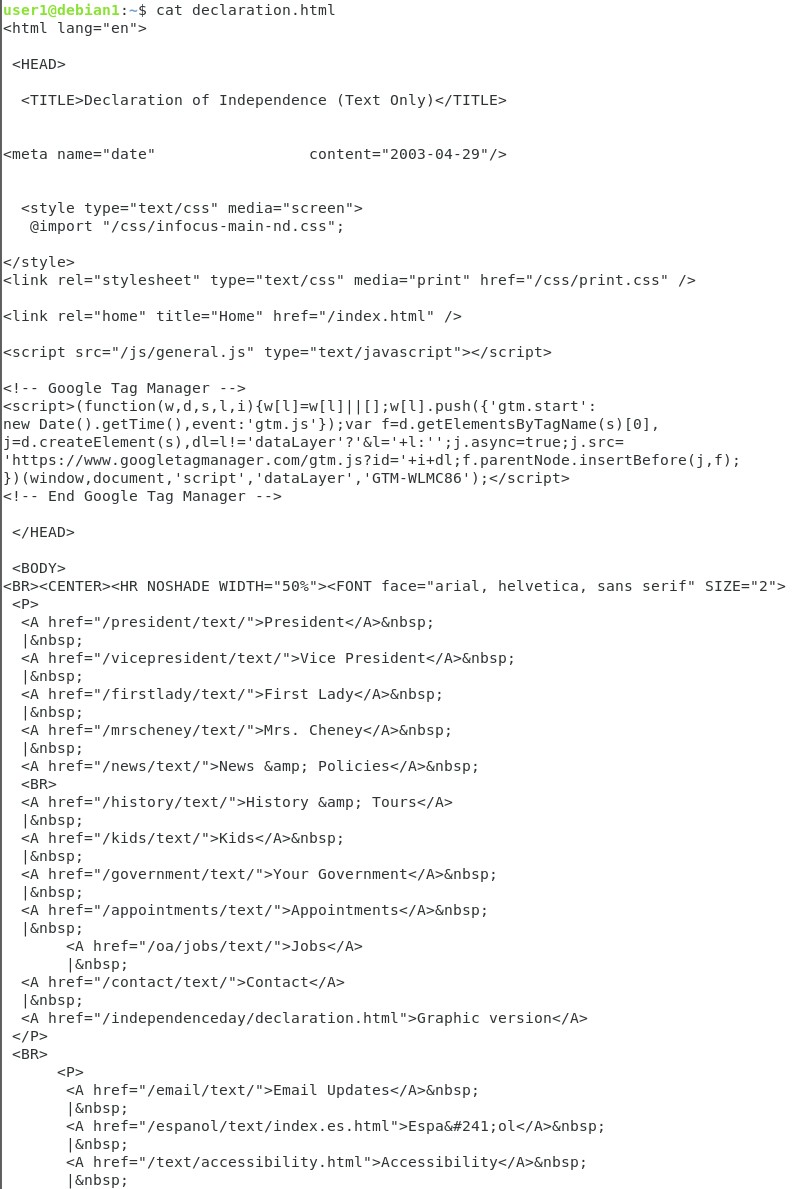 user1@debian1:~$ cat declaration.html
<html lang="en">

 <HEAD>

  <TITLE>Declaration of Independence (Text Only)</TITLE>


<meta name="date"                 content="2003-04-29"/>


  <style type="text/css" media="screen">
   @import "/css/infocus-main-nd.css";

</style>
<link rel="stylesheet" type="text/css" media="print" href="/css/print.css" />

<link rel="home" title="Home" href="/index.html" />

<script src="/js/general.js" type="text/javascript"></script>

<!-- Google Tag Manager -->
<script>(function(w,d,s,l,i){w[l]=w[l]||[];w[l].push({'gtm.start':
new Date().getTime(),event:'gtm.js'});var f=d.getElementsByTagName(s)[0],
j=d.createElement(s),dl=l!='dataLayer'?'&l='+l:'';j.async=true;j.src=
'https://www.googletagmanager.com/gtm.js?id='+i+dl;f.parentNode.insertBefore(j,f);
})(window,document,'script','dataLayer','GTM-WLMC86');</script>
<!-- End Google Tag Manager -->

 </HEAD>

 <BODY>
<BR><CENTER><HR NOSHADE WIDTH="50%"><FONT face="arial, helvetica, sans serif" SIZE="2">
 <P>
  <A href="/president/text/">President</A>&nbsp;
  |&nbsp;
  <A href="/vicepresident/text/">Vice President</A>&nbsp;
  |&nbsp;
  <A href="/firstlady/text/">First Lady</A>&nbsp;
  |&nbsp;
  <A href="/mrscheney/text/">Mrs. Cheney</A>&nbsp;
  |&nbsp;
  <A href="/news/text/">News &amp; Policies</A>&nbsp;
  <BR>
  <A href="/history/text/">History &amp; Tours</A>
  |&nbsp;
  <A href="/kids/text/">Kids</A>&nbsp;
  |&nbsp;
  <A href="/government/text/">Your Government</A>&nbsp;
  |&nbsp;
  <A href="/appointments/text/">Appointments</A>&nbsp;
  |&nbsp;
       <A href="/oa/jobs/text/">Jobs</A>
       |&nbsp;
  <A href="/contact/text/">Contact</A>
  |&nbsp;
  <A href="/independenceday/declaration.html">Graphic version</A>
 </P>
 <BR>
      <P>
       <A href="/email/text/">Email Updates</A>&nbsp;
       |&nbsp;
       <A href="/espanol/text/index.es.html">Espa&#241;ol</A>&nbsp;
       |&nbsp;
       <A href="/text/accessibility.html">Accessibility</A>&nbsp;
       |&nbsp;